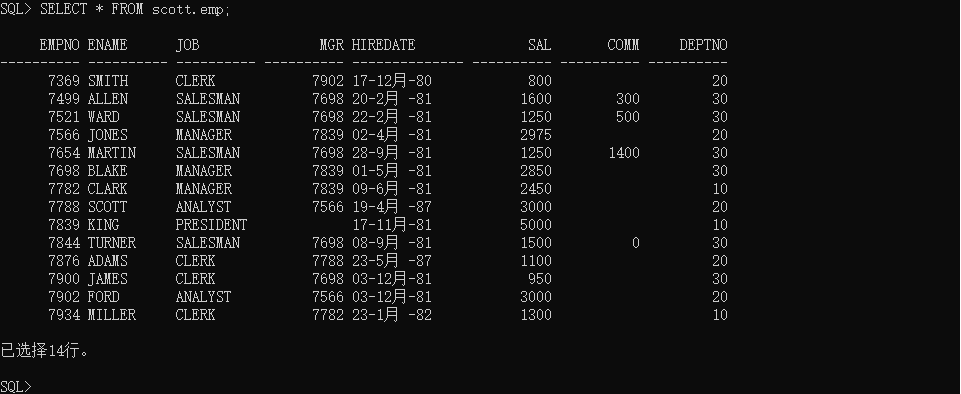 SQL> SELECT * FROM scott.emp;
EMPNO ENAME JOB MGR HIREDATE SAL COMM DEPTNO
---------- ---------- --------- ---------- -------------- ---------- ---------- ----------
7369 SMITH CLERK 7902 17-12月-80 800 20
7499 ALLEN SALESMAN 7698 20-2月 -81 1600 300 30
7521 WARD SALESMAN 7698 22-2月 -81 1250 500 30
7566 JONES MANAGER 7839 02-4月 -81 2975 20
7654 MARTIN SALESMAN 7698 28-9月 -81 1250 1400 30
7698 BLAKE MANAGER 7839 01-5月 -81 2850 30
7782 CLARK MANAGER 7839 09-6月 -81 2450 10
7788 SCOTT ANALYST 7566 19-4月 -87 3000 20
7839 KING PRESIDENT 17-11月-81 5000 10
7844 TURNER SALESMAN 7698 08-9月 -81 1500 0 30
7876 ADAMS CLERK 7788 23-5月 -87 1100 20
7900 JAMES CLERK 7698 03-12月-81 950 30
7902 FORD ANALYST 7566 03-12月-81 3000 20
7934 MILLER CLERK 7782 23-1月 -82 1300 10
已选择14行。
SQL>